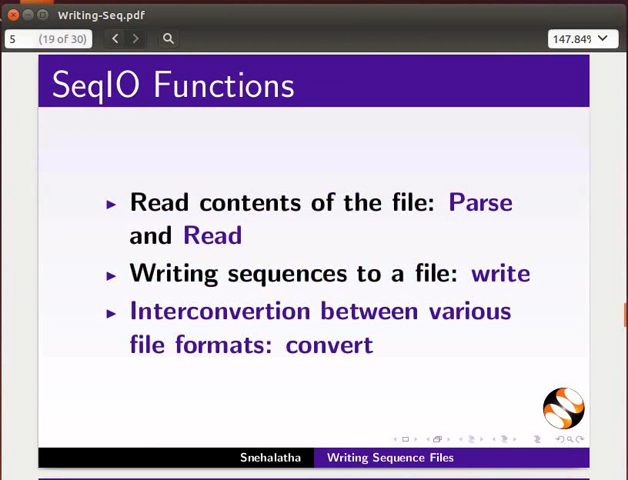 Writing-Seq.pdf
5 (19 of 30) 147.84%
SeqIO Functions
Read contents of the file: Parse
and Read
Writing sequences to a file: write
Interconvertion between various
file formats: convert
Snehalatha Writing Sequence Files